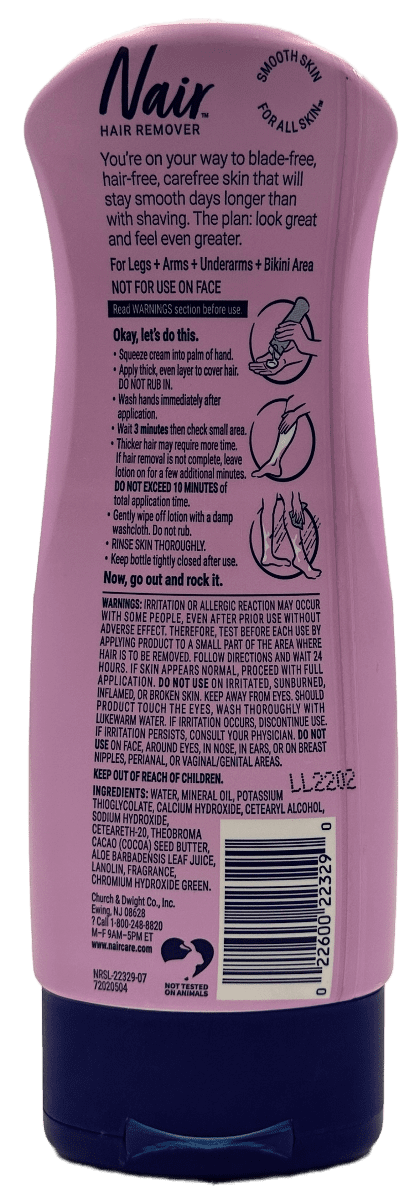 Nair™
HAIR REMOVER
SMOOTH SKIN
FOR ALL SKIN™
You're on your way to blade-free,
hair-free, carefree skin that will
stay smooth days longer than
with shaving. The plan: look great
and feel even greater.
For Legs + Arms + Underarms + Bikini Area
NOT FOR USE ON FACE
Read WARNINGS section before use.
Okay, let's do this.
• Squeeze cream into palm of hand.
• Apply thick, even layer to cover hair.
DO NOT RUB IN.
• Wash hands immediately after
application.
• Wait 3 minutes then check small area.
• Thicker hair may require more time.
If hair removal is not complete, leave
lotion on for a few additional minutes.
DO NOT EXCEED 10 MINUTES of
total application time.
• Gently wipe off lotion with a damp
washcloth. Do not rub.
• RINSE SKIN THOROUGHLY.
• Keep bottle tightly closed after use.
Now, go out and rock it.
WARNINGS: IRRITATION OR ALLERGIC REACTION MAY OCCUR
WITH SOME PEOPLE, EVEN AFTER PRIOR USE WITHOUT
ADVERSE EFFECT. THEREFORE, TEST BEFORE EACH USE BY
APPLYING PRODUCT TO A SMALL PART OF THE AREA WHERE
HAIR IS TO BE REMOVED. FOLLOW DIRECTIONS AND WAIT 24
HOURS. IF SKIN APPEARS NORMAL, PROCEED WITH FULL
APPLICATION. DO NOT USE ON IRRITATED, SUNBURNED,
INFLAMED, OR BROKEN SKIN. KEEP AWAY FROM EYES. SHOULD
PRODUCT TOUCH THE EYES, WASH THOROUGHLY WITH
LUKEWARM WATER. IF IRRITATION OCCURS, DISCONTINUE USE.
IF IRRITATION PERSISTS, CONSULT YOUR PHYSICIAN. DO NOT
USE ON FACE, AROUND EYES, IN NOSE, IN EARS, OR ON BREAST
NIPPLES, PERIANAL, OR VAGINAL/GENITAL AREAS.
KEEP OUT OF REACH OF CHILDREN.
LL2202
INGREDIENTS: WATER, MINERAL OIL, POTASSIUM
THIOGLYCOLATE, CALCIUM HYDROXIDE, CETEARYL ALCOHOL,
SODIUM HYDROXIDE,
CETEARETH-20, THEOBROMA
CACAO (COCOA) SEED BUTTER,
ALOE BARBADENSIS LEAF JUICE,
LANOLIN, FRAGRANCE,
CHROMIUM HYDROXIDE GREEN.
Church & Dwight Co., Inc.
Ewing, NJ 08628
? Call 1-800-248-8820
M–F 9AM–5PM ET
www.naircare.com
NRSL-22329-07
72020504
NOT TESTED
ON ANIMALS
0 22600 22329 0